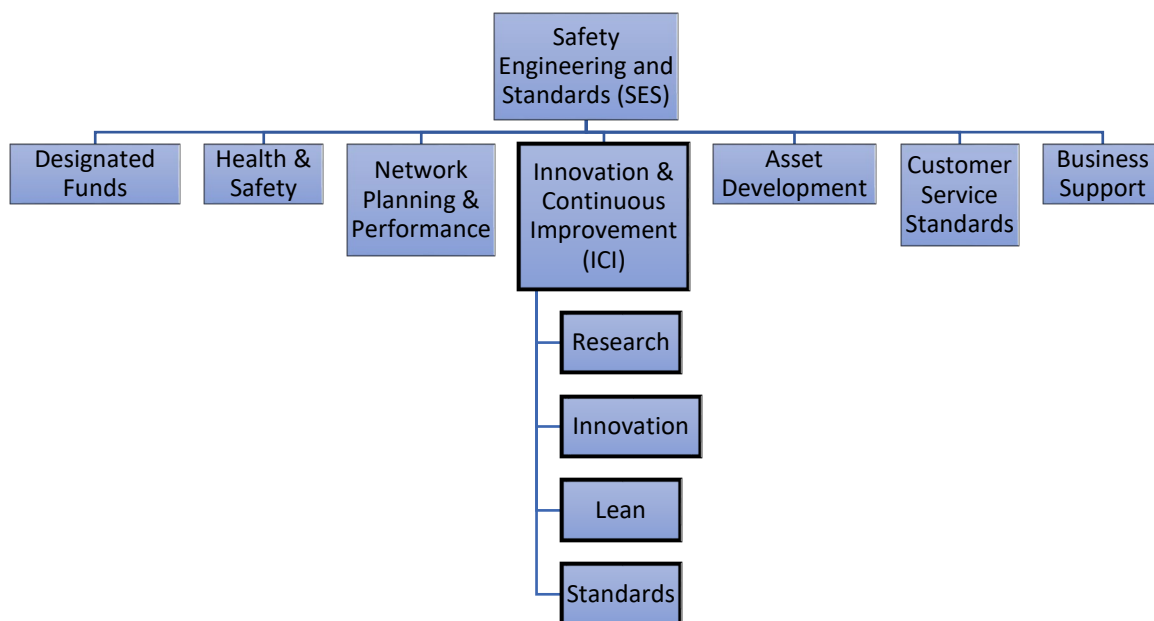 Safety
Engineering and
Standards (SES)
Designated
Funds
Health &
Safety
Network
Planning &
Performance
Innovation &
Continuous
Improvement
(ICI)
Asset
Development
Customer
Service
Standards
Business
Support
Research
Innovation
Lean
Standards